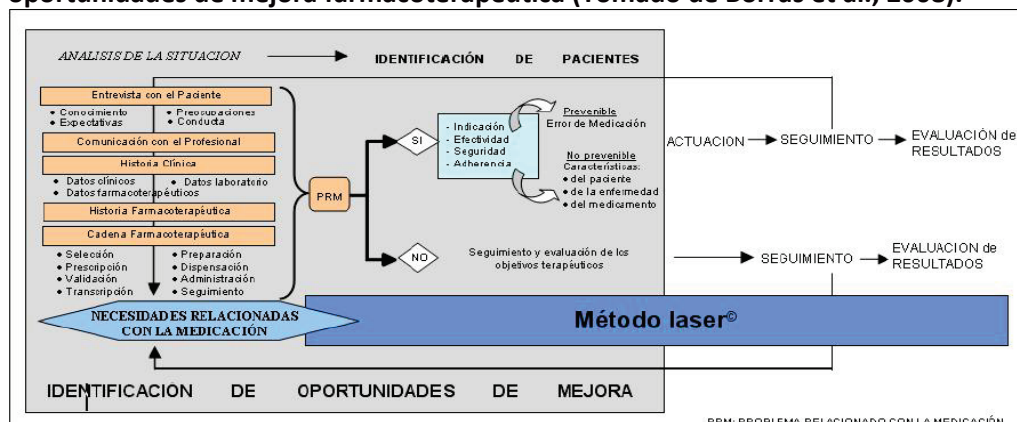 oportunidades de mejora farmacoterapéutica (Tomado de Borrás et al., 2008).
ANALISIS DE LA SITUACION
IDENTIFICACIÓN DE PACIENTES
Entrevista con el Paciente
• Conocimiento • Preocupaciones
• Expectativas • Conducta
Comunicación con el Profesional
Historia Clínica
• Datos clínicos • Datos laboratorio
• Datos farmacoterapéuticos
Historia Farmacoterapéutica
Cadena Farmacoterapéutica
• Selección • Preparación
• Prescripción • Dispensación
• Validación • Administración
• Transcripción • Seguimiento
NECESIDADES RELACIONADAS
CON LA MEDICACIÓN
PRM
SI
- Indicación
- Efectividad
- Seguridad
- Adherencia
Prevenible
Error de Medicación
No prevenible
Características:
• del paciente
• de la enfermedad
• del medicamento
ACTUACION
SEGUIMIENTO
EVALUACIÓN de
RESULTADOS
NO
Seguimiento y evaluación de los
objetivos terapéuticos
SEGUIMIENTO
EVALUACION de
RESULTADOS
Método laser©
IDENTIFICACIÓN DE OPORTUNIDADES DE MEJORA
PRM: PROBLEMA RELACIONADO CON LA MEDICACIÓN